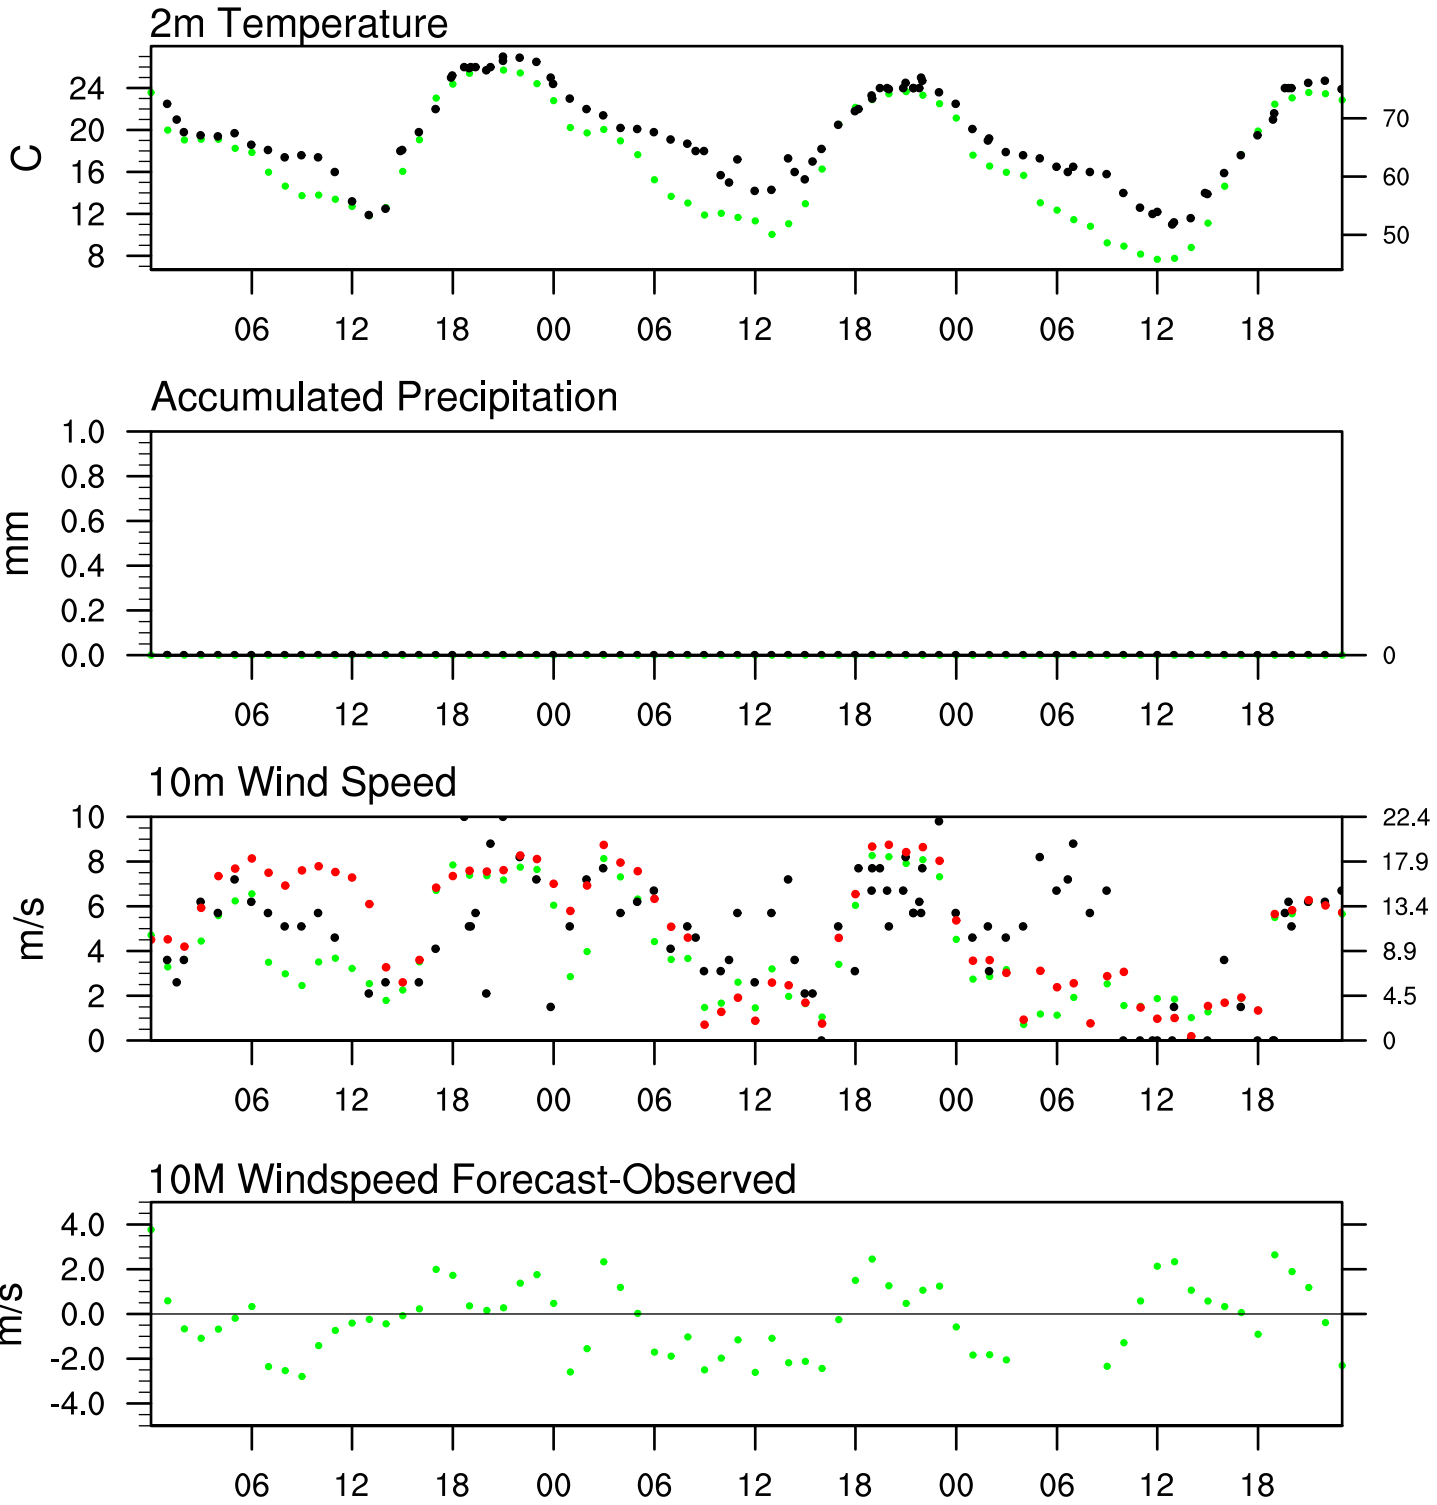 2m Temperature
24
20
16
12
8
C
70
60
50
06 12 18 00 06 12 18 00 06 12 18
Accumulated Precipitation
1.0
0.8
0.6
0.4
0.2
0.0
mm
0
06 12 18 00 06 12 18 00 06 12 18
10m Wind Speed
10
8
6
4
2
0
m/s
22.4
17.9
13.4
8.9
4.5
0
06 12 18 00 06 12 18 00 06 12 18
10M Windspeed Forecast-Observed
4.0
2.0
0.0
-2.0
-4.0
m/s
06 12 18 00 06 12 18 00 06 12 18